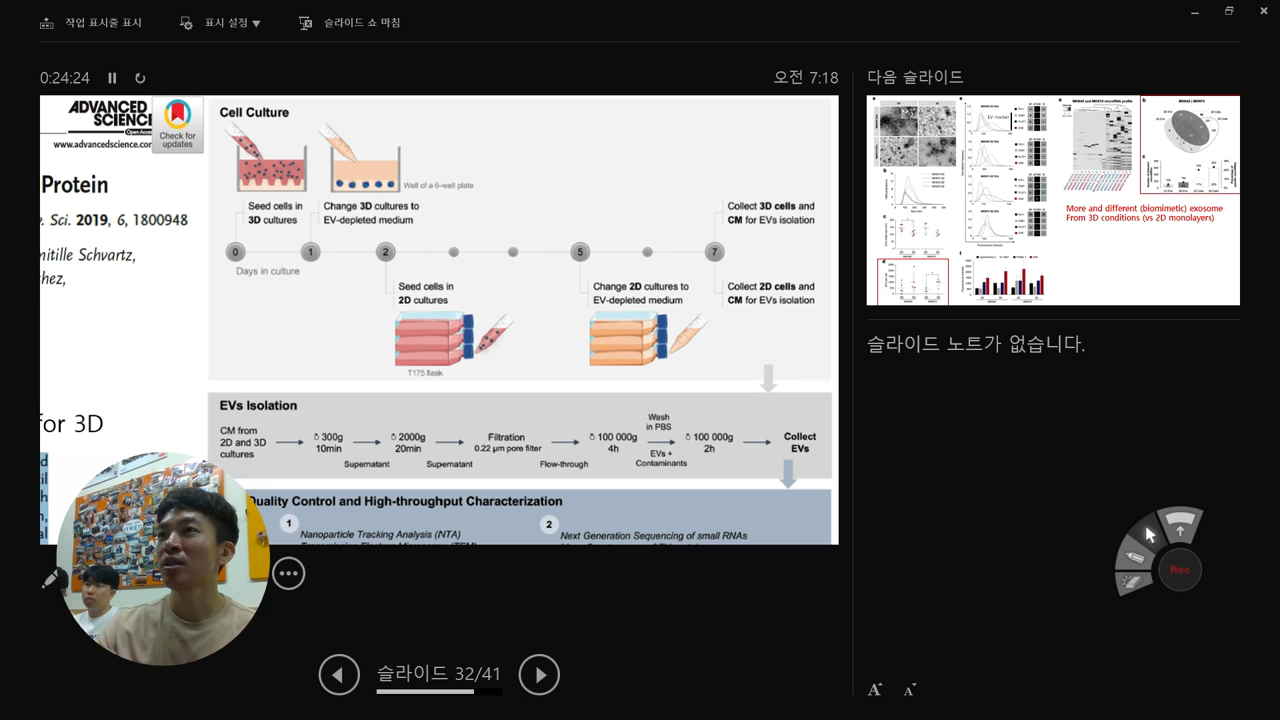 작업 표시줄 표시
표시 설정
슬라이드 쇼 마침
0:24:24
오전 7:18
다음 슬라이드
ADVANCED
SCIENC
Open Acce
www.advancedscience.cor
Check for
updates
Protein
. Sci. 2019, 6, 1800948
nitille Schwartz,
hez,
for 3D
Cell Culture
Well of a 6-well plate
Seed cells in
3D cultures
Change 3D cultures to
EV-depleted medium
Collect 3D cells and
CM for EVs isolation
0
1
2
5
7
Days in culture
Seed cells in
2D cultures
Change 2D cultures to
EV-depleted medium
Collect 2D cells and
CM for EVs isolation
T175 flask
EVs Isolation
CM from
2D and 3D
cultures
300g
10min
Supernatant
2000g
20min
Supernatant
Filtration
0.22 µm pore filter
Flow-through
100 000g
4h
Wash
in PBS
EVs +
Contaminants
100 000g
2h
Collect
EVs
Quality Control and High-throughput Characterization
1
Nanoparticle Tracking Analysis (NTA)
2
Next Generation Sequencing of small RNAs
EV marker
More and different (biomimetic) exosome
From 3D conditions (vs 2D monolayers)
슬라이드 노트가 없습니다.
Rec
슬라이드 32/41
A
A